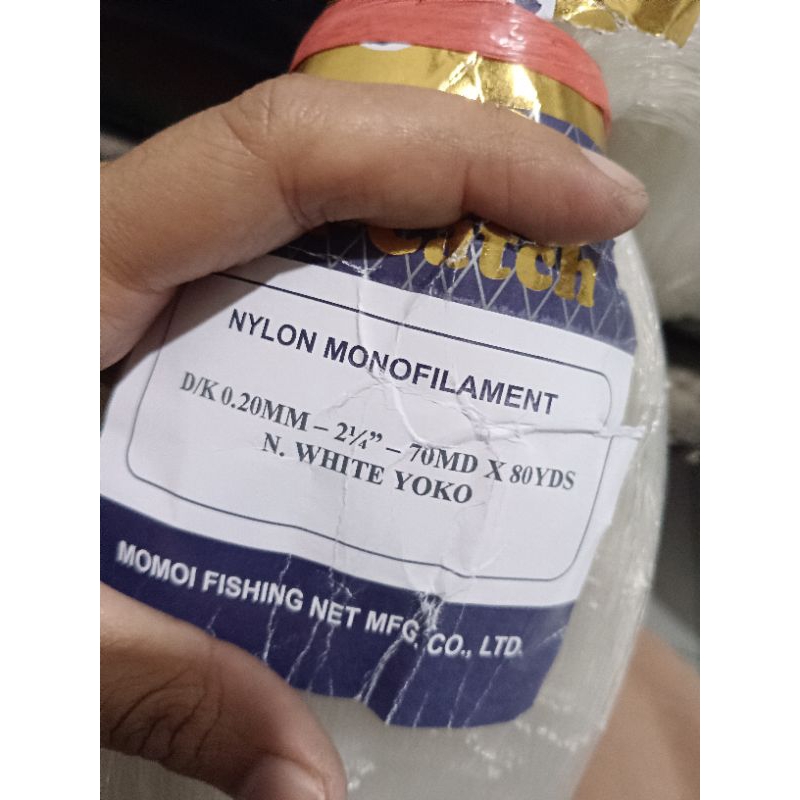 NYLON MONOFILAMENT
D/K 0.20MM – 2¼” – 70MD X 80YDS
N. WHITE YOKO
MOMOI FISHING NET MFG. CO., LTD.